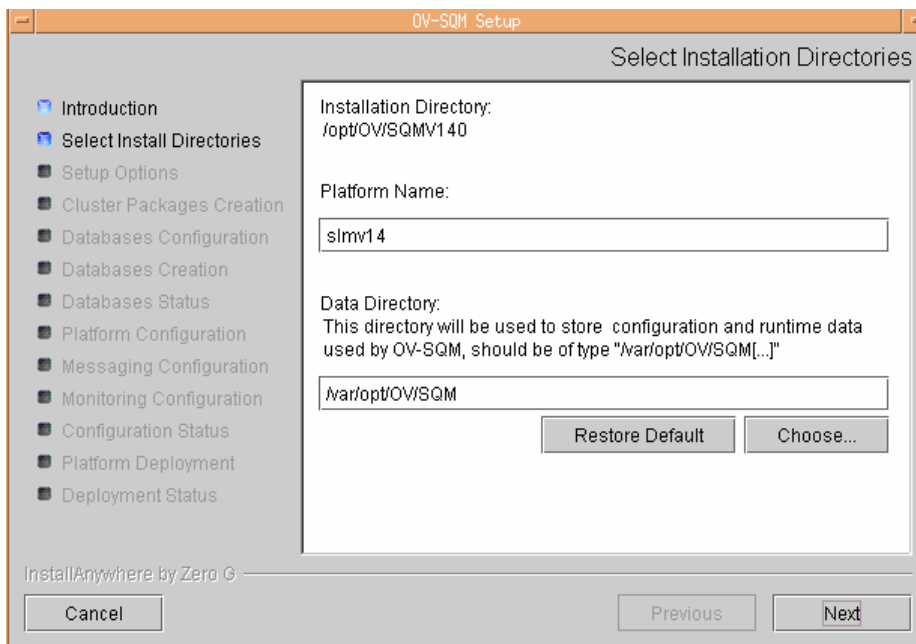 OV-SQM Setup
Select Installation Directories
Introduction
Select Install Directories
Setup Options
Cluster Packages Creation
Databases Configuration
Databases Creation
Databases Status
Platform Configuration
Messaging Configuration
Monitoring Configuration
Configuration Status
Platform Deployment
Deployment Status
Installation Directory:
/opt/OV/SQMV140
Platform Name:
slmv14
Data Directory:
This directory will be used to store configuration and runtime data
used by OV-SQM, should be of type "/var/opt/OV/SQM[...]"
/var/opt/OV/SQM
Restore Default
Choose...
InstallAnywhere by Zero G
Cancel
Previous
Next